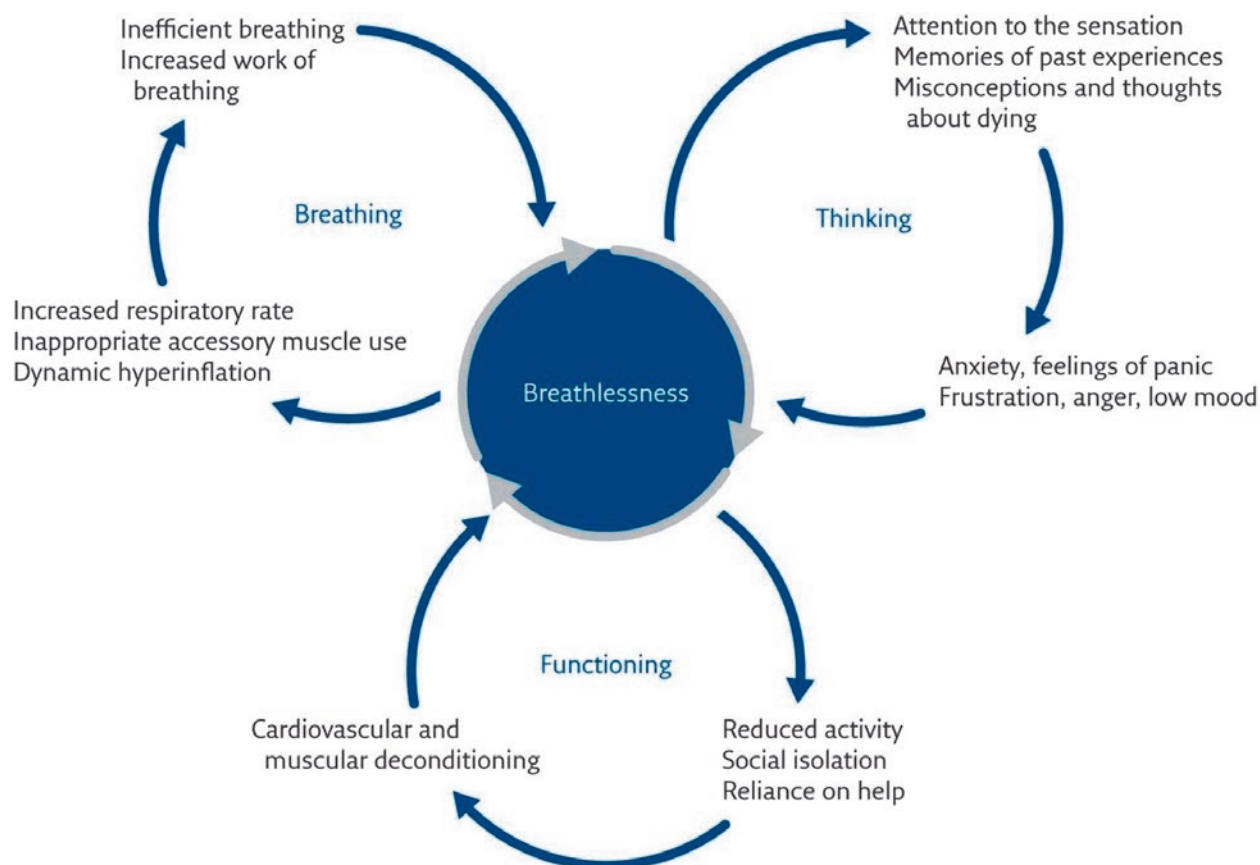 Inefficient breathing
Increased work of
breathing
Breathing
Increased respiratory rate
Inappropriate accessory muscle use
Dynamic hyperinflation
Attention to the sensation
Memories of past experiences
Misconceptions and thoughts
about dying
Thinking
Anxiety, feelings of panic
Frustration, anger, low mood
Breathlessness
Functioning
Cardiovascular and
muscular deconditioning
Reduced activity
Social isolation
Reliance on help